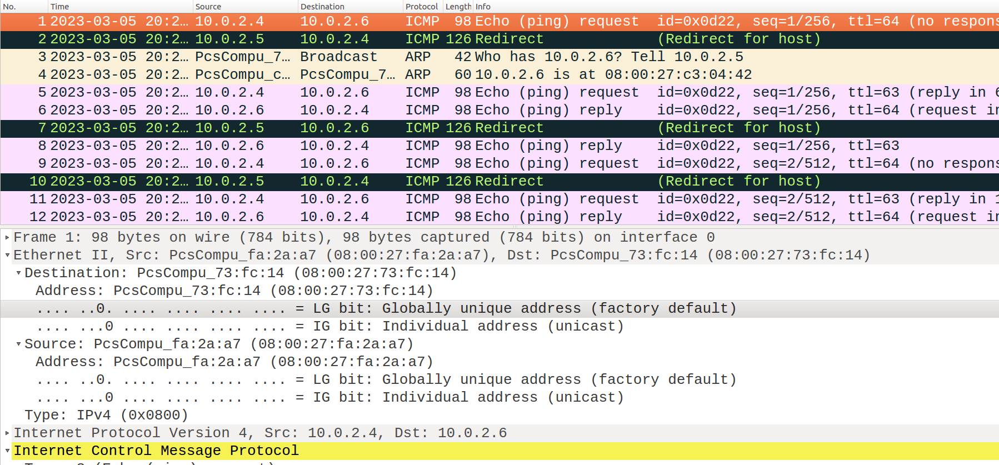 No. Time Source Destination Protocol Length Info
1 2023-03-05 20:2… 10.0.2.4 10.0.2.6 ICMP 98 Echo (ping) request id=0x0d22, seq=1/256, ttl=64 (no respons
2 2023-03-05 20:2… 10.0.2.5 10.0.2.4 ICMP 126 Redirect (Redirect for host)
3 2023-03-05 20:2… PcsCompu_7… Broadcast ARP 42 Who has 10.0.2.6? Tell 10.0.2.5
4 2023-03-05 20:2… PcsCompu_c… PcsCompu_7… ARP 60 10.0.2.6 is at 08:00:27:c3:04:42
5 2023-03-05 20:2… 10.0.2.4 10.0.2.6 ICMP 98 Echo (ping) request id=0x0d22, seq=1/256, ttl=63 (reply in 6
6 2023-03-05 20:2… 10.0.2.6 10.0.2.4 ICMP 98 Echo (ping) reply id=0x0d22, seq=1/256, ttl=64 (request in
7 2023-03-05 20:2… 10.0.2.5 10.0.2.6 ICMP 126 Redirect (Redirect for host)
8 2023-03-05 20:2… 10.0.2.6 10.0.2.4 ICMP 98 Echo (ping) reply id=0x0d22, seq=1/256, ttl=63
9 2023-03-05 20:2… 10.0.2.4 10.0.2.6 ICMP 98 Echo (ping) request id=0x0d22, seq=2/512, ttl=64 (no respons
10 2023-03-05 20:2… 10.0.2.5 10.0.2.4 ICMP 126 Redirect (Redirect for host)
11 2023-03-05 20:2… 10.0.2.4 10.0.2.6 ICMP 98 Echo (ping) request id=0x0d22, seq=2/512, ttl=63 (reply in 1
12 2023-03-05 20:2… 10.0.2.6 10.0.2.4 ICMP 98 Echo (ping) reply id=0x0d22, seq=2/512, ttl=64 (request in
Frame 1: 98 bytes on wire (784 bits), 98 bytes captured (784 bits) on interface 0
Ethernet II, Src: PcsCompu_fa:2a:a7 (08:00:27:fa:2a:a7), Dst: PcsCompu_73:fc:14 (08:00:27:73:fc:14)
Destination: PcsCompu_73:fc:14 (08:00:27:73:fc:14)
Address: PcsCompu_73:fc:14 (08:00:27:73:fc:14)
.... ..0. .... .... .... .... = LG bit: Globally unique address (factory default)
.... ...0 .... .... .... .... = IG bit: Individual address (unicast)
Source: PcsCompu_fa:2a:a7 (08:00:27:fa:2a:a7)
Address: PcsCompu_fa:2a:a7 (08:00:27:fa:2a:a7)
.... ..0. .... .... .... .... = LG bit: Globally unique address (factory default)
.... ...0 .... .... .... .... = IG bit: Individual address (unicast)
Type: IPv4 (0x0800)
Internet Protocol Version 4, Src: 10.0.2.4, Dst: 10.0.2.6
Internet Control Message Protocol